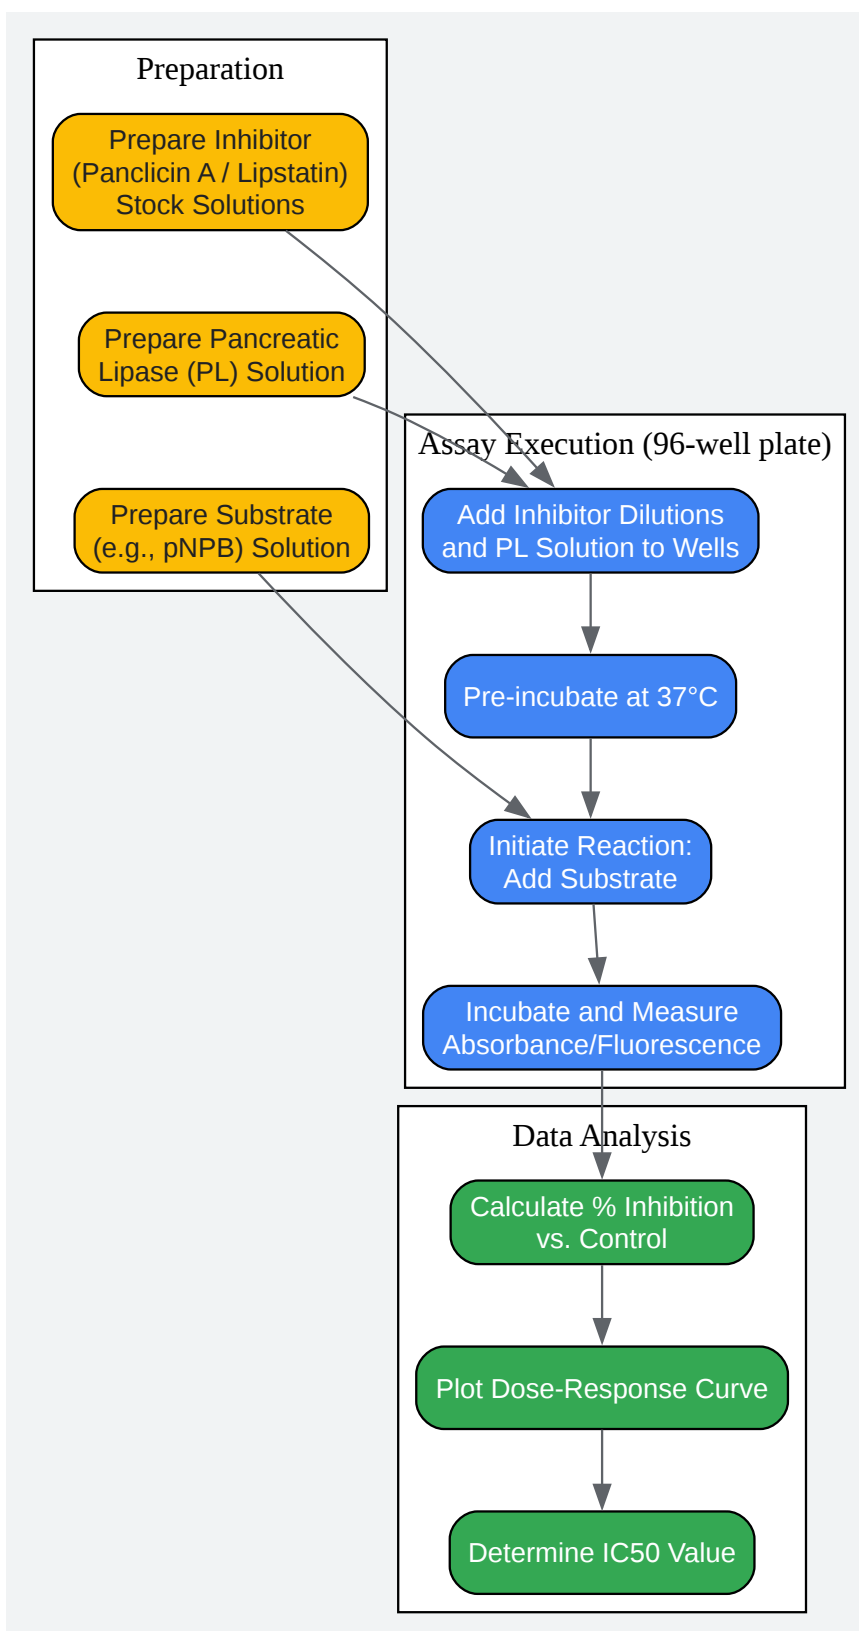 Preparation
Prepare Inhibitor
(Panclicin A / Lipstatin)
Stock Solutions
Prepare Pancreatic
Lipase (PL) Solution
Prepare Substrate
(e.g., pNPB) Solution
Assay Execution (96-well plate)
Add Inhibitor Dilutions
and PL Solution to Wells
Pre-incubate at 37°C
Initiate Reaction:
Add Substrate
Incubate and Measure
Absorbance/Fluorescence
Data Analysis
Calculate % Inhibition
vs. Control
Plot Dose-Response Curve
Determine IC50 Value